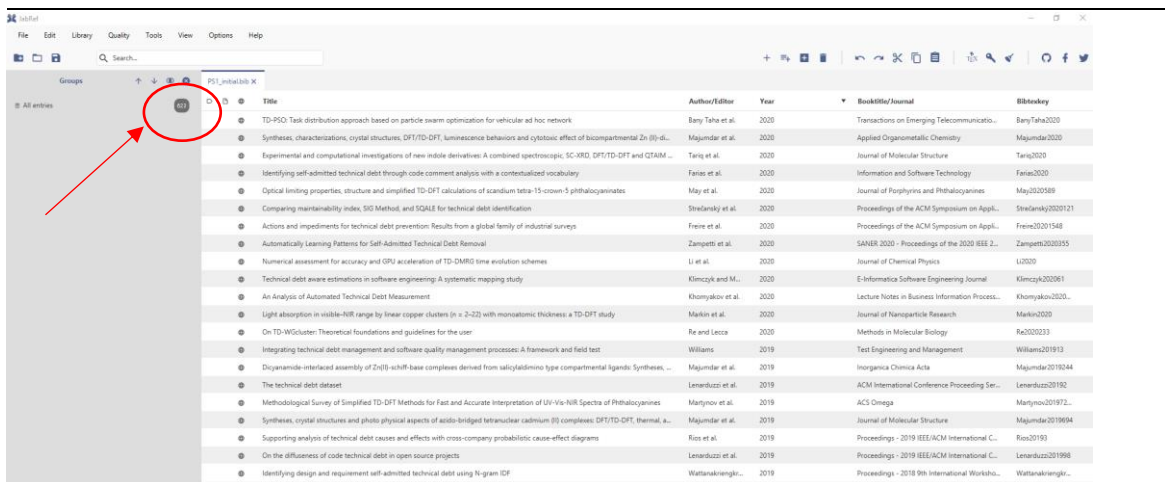 JabRef
File Edit Library Quality Tools View Options Help
Search...
Groups
PS1_initial.bib
All entries
Title Author/Editor Year Booktitle/Journal Bibtexkey
TD-PSO: Task distribution approach based on particle swarm optimization for vehicular ad hoc network Bany Taha et al. 2020 Transactions on Emerging Telecommunicatio... BanyTaha2020
Syntheses, characterizations, crystal structures, DFT/TD-DFT, luminescence behaviors and cytotoxic effect of bicompartmental Zn (II)-di... Majumdar et al. 2020 Applied Organometallic Chemistry Majumdar2020
Experimental and computational investigations of new indole derivatives: A combined spectroscopic, SC-XRD, DFT/TD-DFT and QTAIM ... Tariq et al. 2020 Journal of Molecular Structure Tariq2020
Identifying self-admitted technical debt through code comment analysis with a contextualized vocabulary Farias et al. 2020 Information and Software Technology Farias2020
Optical limiting properties, structure and simplified TD-DFT calculations of scandium tetra-15-crown-5 phthalocyaninates May et al. 2020 Journal of Porphyrins and Phthalocyanines May2020589
Comparing maintainability index, SIG Method, and SQALE for technical debt identification Strečanský et al. 2020 Proceedings of the ACM Symposium on Appli... Strečanský2020121
Actions and impediments for technical debt prevention: Results from a global family of industrial surveys Freire et al. 2020 Proceedings of the ACM Symposium on Appli... Freire20201548
Automatically Learning Patterns for Self-Admitted Technical Debt Removal Zampetti et al. 2020 SANER 2020 - Proceedings of the 2020 IEEE 2... Zampetti2020355
Numerical assessment for accuracy and GPU acceleration of TD-DMRG time evolution schemes Li et al. 2020 Journal of Chemical Physics Li2020
Technical debt aware estimations in software engineering: A systematic mapping study Klimczyk and M... 2020 E-Informatica Software Engineering Journal Klimczyk202061
An Analysis of Automated Technical Debt Measurement Khomyakov et al. 2020 Lecture Notes in Business Information Process... Khomyakov2020...
Light absorption in visible-NIR range by linear copper clusters (n = 2–22) with monoatomic thickness: a TD-DFT study Markin et al. 2020 Journal of Nanoparticle Research Markin2020
On TD-WGcluster: Theoretical foundations and guidelines for the user Re and Lecca 2020 Methods in Molecular Biology Re2020233
Integrating technical debt management and software quality management processes: A framework and field test Williams 2019 Test Engineering and Management Williams201913
Dicyanamide-interlaced assembly of Zn(II)-schiff-base complexes derived from salicylaldimino type compartmental ligands: Syntheses, ... Majumdar et al. 2019 Inorganica Chimica Acta Majumdar2019244
The technical debt dataset Lenarduzzi et al. 2019 ACM International Conference Proceeding Ser... Lenarduzzi20192
Methodological Survey of Simplified TD-DFT Methods for Fast and Accurate Interpretation of UV-Vis-NIR Spectra of Phthalocyanines Martynov et al. 2019 ACS Omega Martynov201972...
Syntheses, crystal structures and photo physical aspects of azido-bridged tetranuclear cadmium (II) complexes: DFT/TD-DFT, thermal, a... Majumdar et al. 2019 Journal of Molecular Structure Majumdar2019694
Supporting analysis of technical debt causes and effects with cross-company probabilistic cause-effect diagrams Rios et al. 2019 Proceedings - 2019 IEEE/ACM International C... Rios20193
On the diffuseness of code technical debt in open source projects Lenarduzzi et al. 2019 Proceedings - 2019 IEEE/ACM International C... Lenarduzzi201998
Identifying design and requirement self-admitted technical debt using N-gram IDF Wattanakriengkr... 2019 Proceedings - 2018 9th International Worksho... Wattanakriengkr...